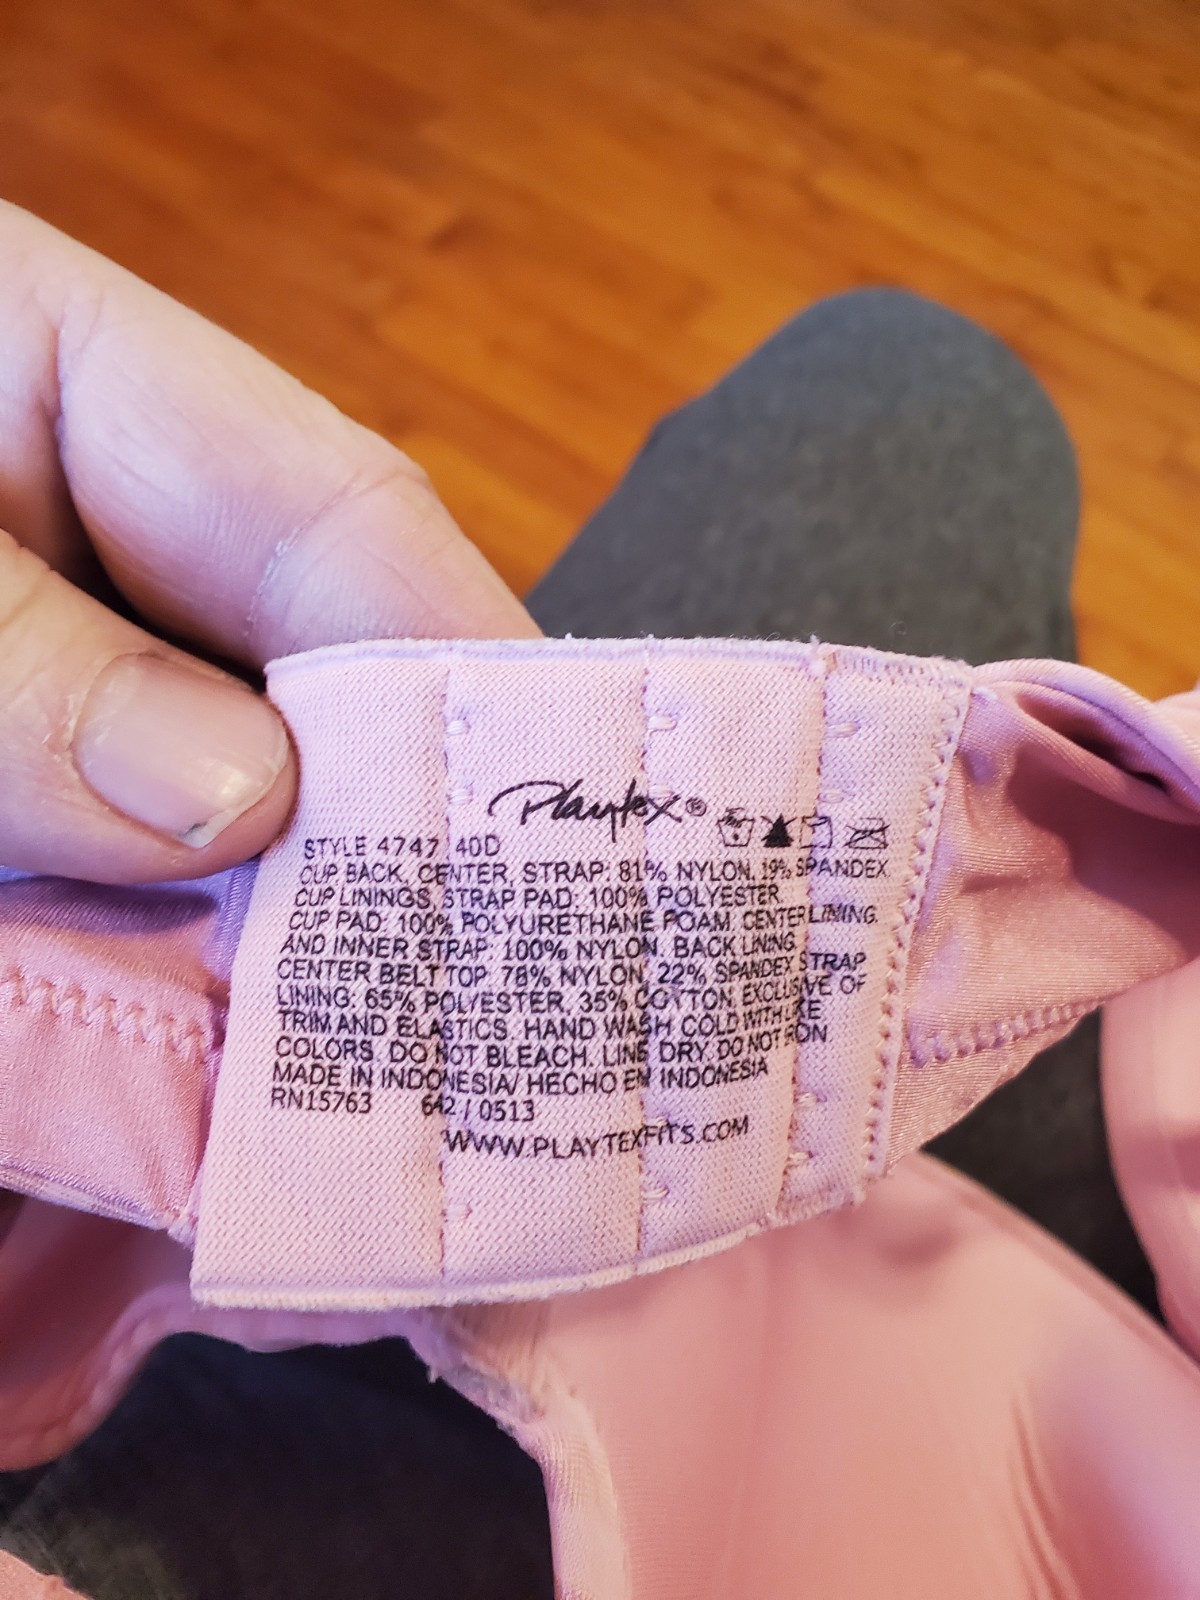 Playtex®
STYLE 4747 40D
CUP BACK, CENTER, STRAP: 81% NYLON, 19% SPANDEX
CUP LININGS, STRAP PAD: 100% POLYESTER
CUP PAD: 100% POLYURETHANE FOAM. CENTER LINING.
AND INNER STRAP: 100% NYLON. BACK LINING
CENTER BELT TOP: 78% NYLON, 22% SPANDEX STRAP
LINING: 65% POLYESTER, 35% COTTON. EXCLUSIVE OF
TRIM AND ELASTICS. HAND WASH COLD WITH LIKE
COLORS. DO NOT BLEACH. LINE DRY. DO NOT IRON
MADE IN INDONESIA/ HECHO EN INDONESIA
RN15763 642 / 0513
WWW.PLAYTEXFITS.COM